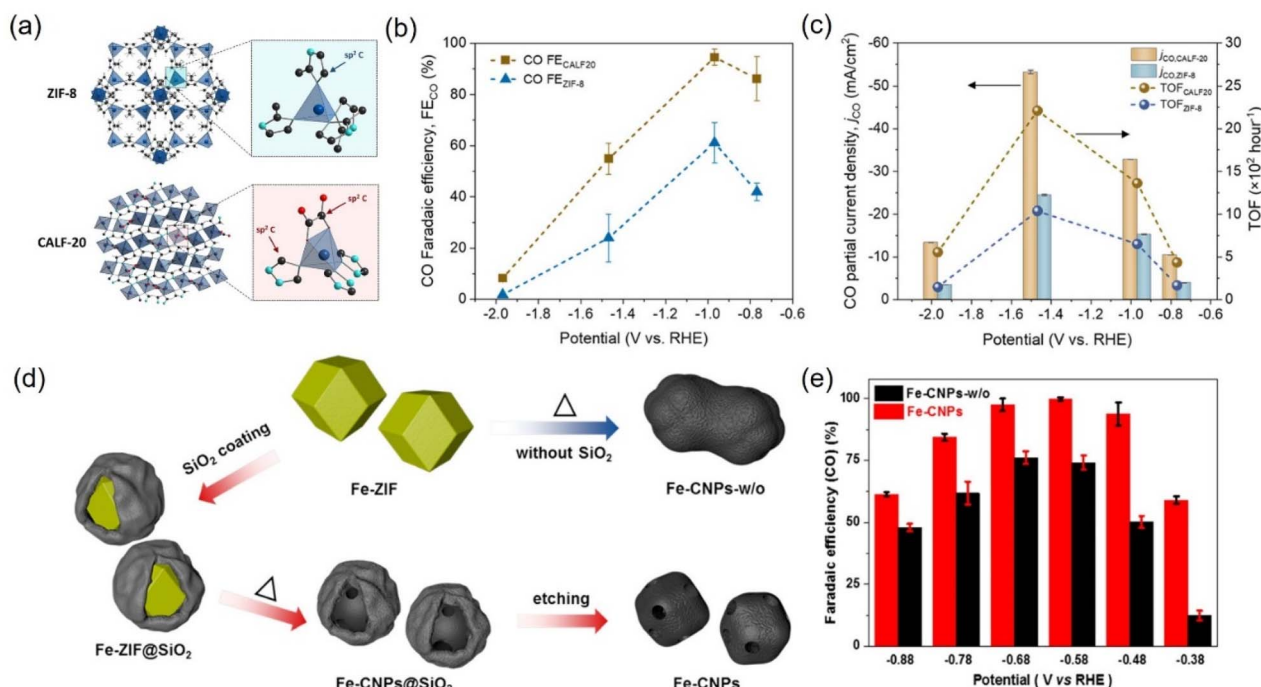 (a)
ZIF-8
sp² C
CALF-20
sp² C
sp² C
(b)
CO Faradaic efficiency, FE_CO (%)
100
80
60
40
20
0
CO FE_CALF20
CO FE_ZIF-8
-2.0 -1.8 -1.6 -1.4 -1.2 -1.0 -0.8 -0.6
Potential (V vs. RHE)
(c)
CO partial current density, j_CO (mA/cm²)
-60
-50
-40
-30
-20
-10
0
j_CO,CALF-20
j_CO,ZIF-8
TOF_CALF20
TOF_ZIF-8
30
25
20
15
10
5
0
TOF (×10² hour⁻¹)
-2.0 -1.8 -1.6 -1.4 -1.2 -1.0 -0.8 -0.6
Potential (V vs. RHE)
(d)
SiO₂ coating
Fe-ZIF
△
without SiO₂
Fe-CNPs-w/o
Fe-ZIF@SiO₂
△
Fe-CNPs@SiO₂
etching
Fe-CNPs
(e)
Faradaic efficiency (CO) (%)
100
75
50
25
0
Fe-CNPs-w/o
Fe-CNPs
-0.88 -0.78 -0.68 -0.58 -0.48 -0.38
Potential ( V vs RHE )